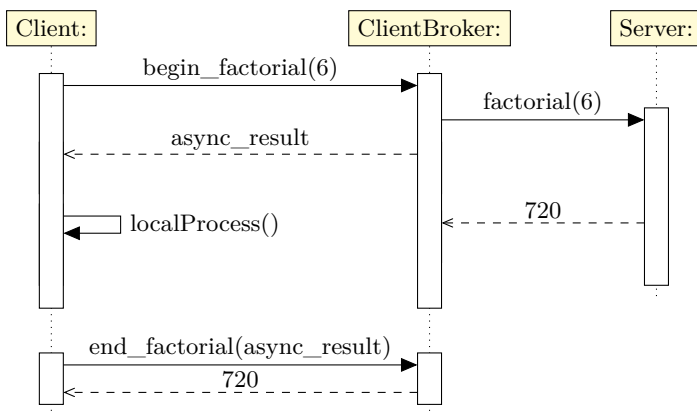 Client:
ClientBroker:
Server:
begin_factorial(6)
factorial(6)
async_result
localProcess()
720
end_factorial(async_result)
720